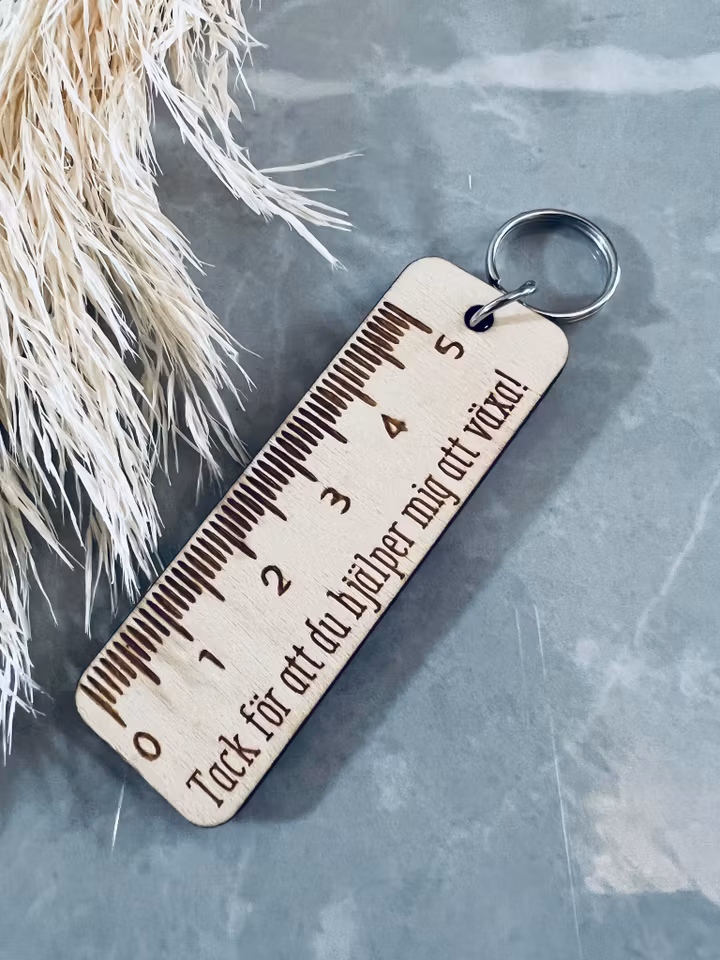 0 1 2 3 4 5
Tack för att du hjälper mig att växa!